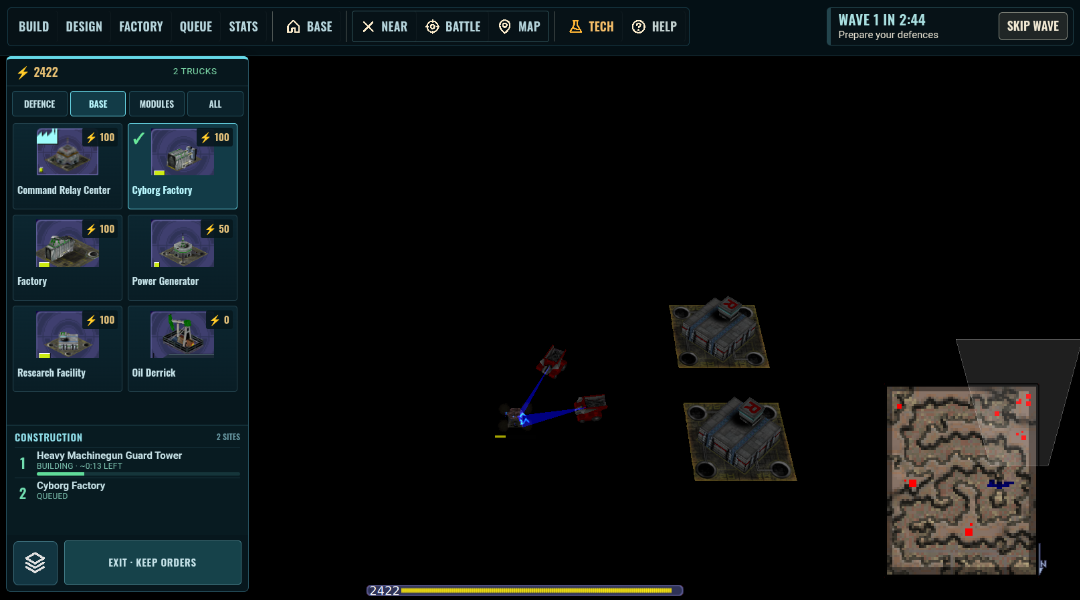 BUILD DESIGN FACTORY QUEUE STATS BASE NEAR BATTLE MAP TECH HELP
WAVE 1 IN 2:44
Prepare your defences
SKIP WAVE
2422
2 TRUCKS
DEFENCE BASE MODULES ALL
100
Command Relay Center
100
Cyborg Factory
100
Factory
50
Power Generator
100
Research Facility
0
Oil Derrick
CONSTRUCTION 2 SITES
1 Heavy Machinegun Guard Tower
BUILDING · ~0:13 LEFT
2 Cyborg Factory
QUEUED
EXIT · KEEP ORDERS
2422
N